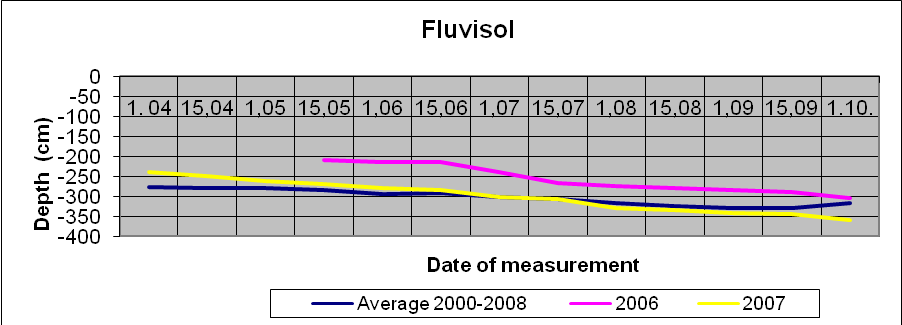 Fluvisol
0
-50
-100
-150
-200
-250
-300
-350
-400
Depth (cm)
1. 04 15,04 1,05 15,05 1,06 15,06 1,07 15,07 1,08 15,08 1,09 15,09 1.10.
Date of measurement
Average 2000-2008 2006 2007